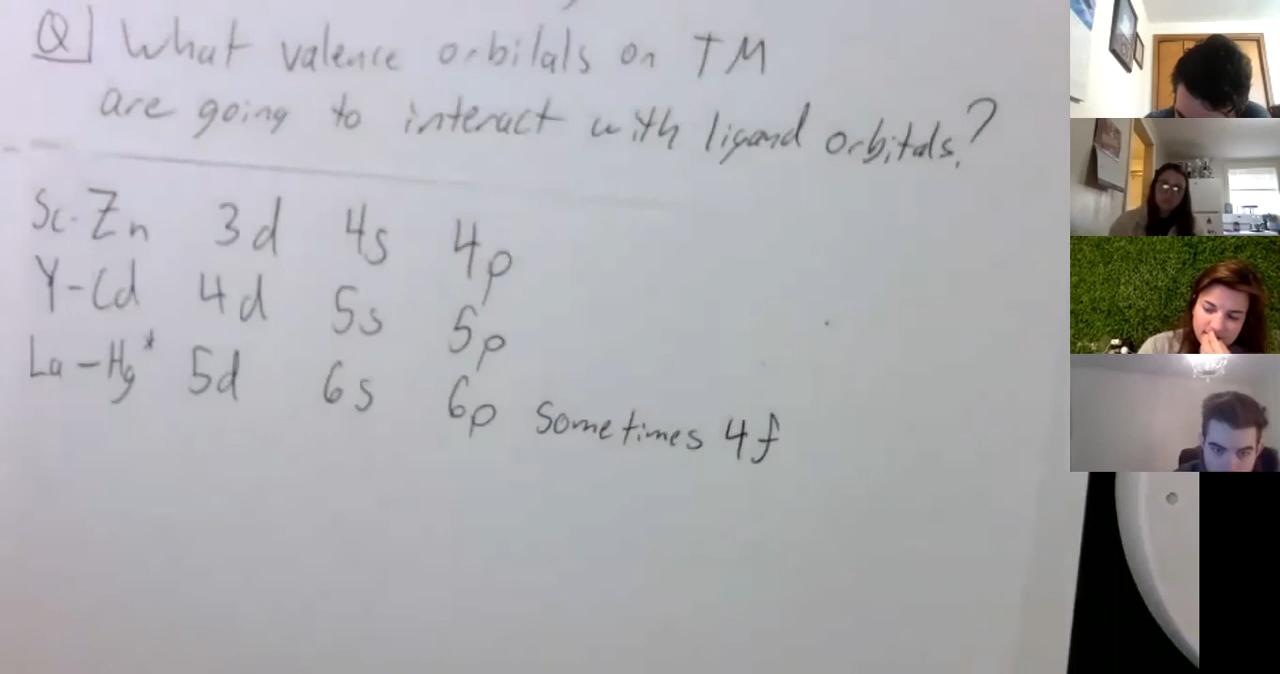 Q] What valence orbitals on TM
are going to interact with ligand orbitals?
Sc-Zn 3d 4s 4p
Y-Cd 4d 5s 5p
La-Hg* 5d 6s 6p sometimes 4f